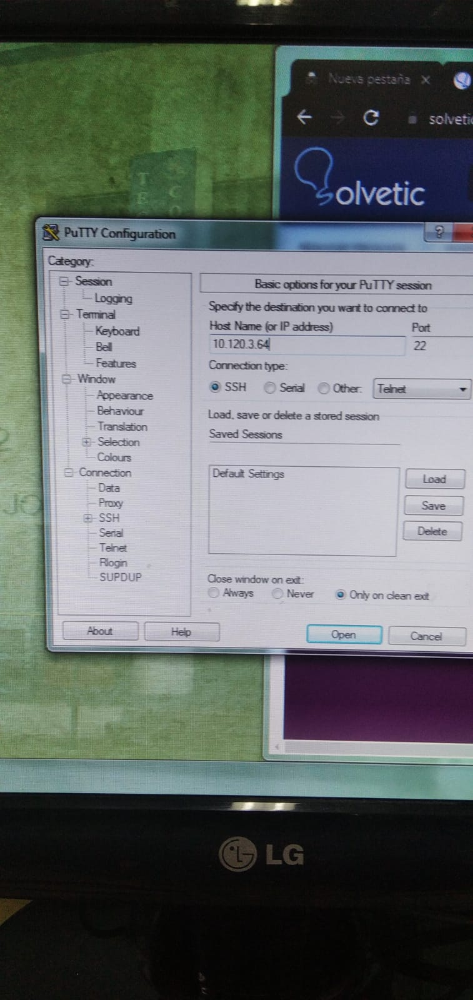 Nueva pestaña
solvetic
Solvetic
PuTTY Configuration
?
Category:
Session
Logging
Terminal
Keyboard
Bell
Features
Window
Appearance
Behaviour
Translation
Selection
Colours
Connection
Data
Proxy
SSH
Serial
Telnet
Rlogin
SUPDUP
Basic options for your PuTTY session
Specify the destination you want to connect to
Host Name (or IP address) Port
10.120.3.64 22
Connection type:
SSH Serial Other: Telnet
Load, save or delete a stored session
Saved Sessions
Default Settings
Load
Save
Delete
Close window on exit:
Always Never Only on clean exit
About Help Open Cancel
LG